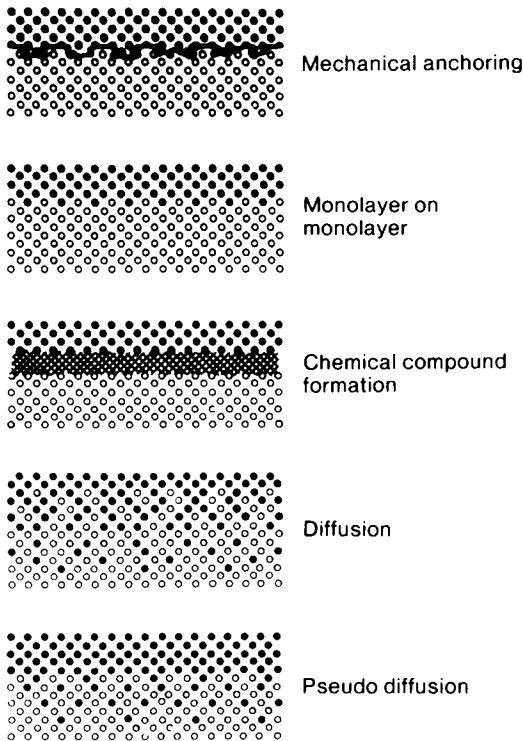 Mechanical anchoring
Monolayer on
monolayer
Chemical compound
formation
Diffusion
Pseudo diffusion